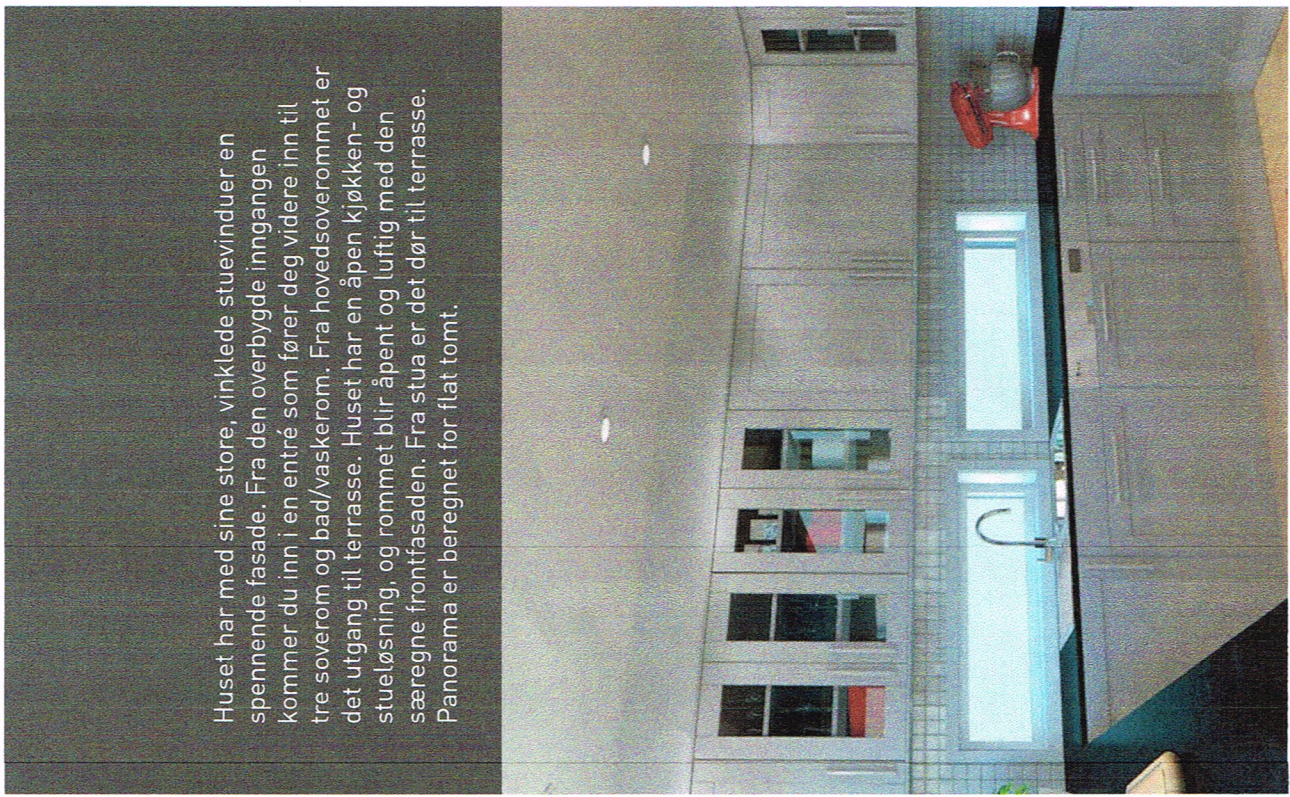 Huset har med sine store, vinklede stuevinduer en
spennende fasade. Fra den overbygde inngangen
kommer du inn i en entré som fører deg videre inn til
tre soverom og bad/vaskerom. Fra hovedsoverommet er
det utgang til terrasse. Huset har en åpen kjøkken- og
stueløsning, og rommet blir åpent og luftig med den
særegne frontfasaden. Fra stua er det dør til terrasse.
Panorama er beregnet for flat tomt.